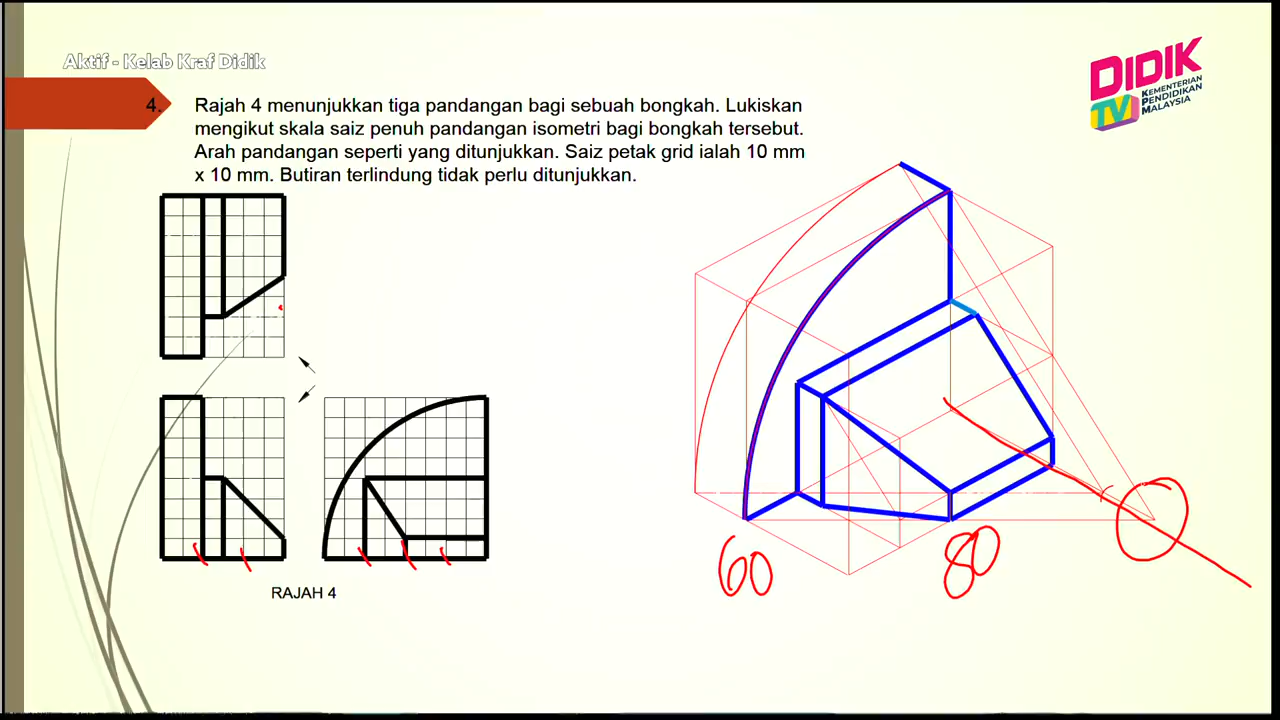 Aktif - Kelab Kraf Didik
DIDIK
TV
KEMENTERIAN
PENDIDIKAN
MALAYSIA
4. Rajah 4 menunjukkan tiga pandangan bagi sebuah bongkah. Lukiskan
mengikut skala saiz penuh pandangan isometri bagi bongkah tersebut.
Arah pandangan seperti yang ditunjukkan. Saiz petak grid ialah 10 mm
x 10 mm. Butiran terlindung tidak perlu ditunjukkan.
60
80
RAJAH 4